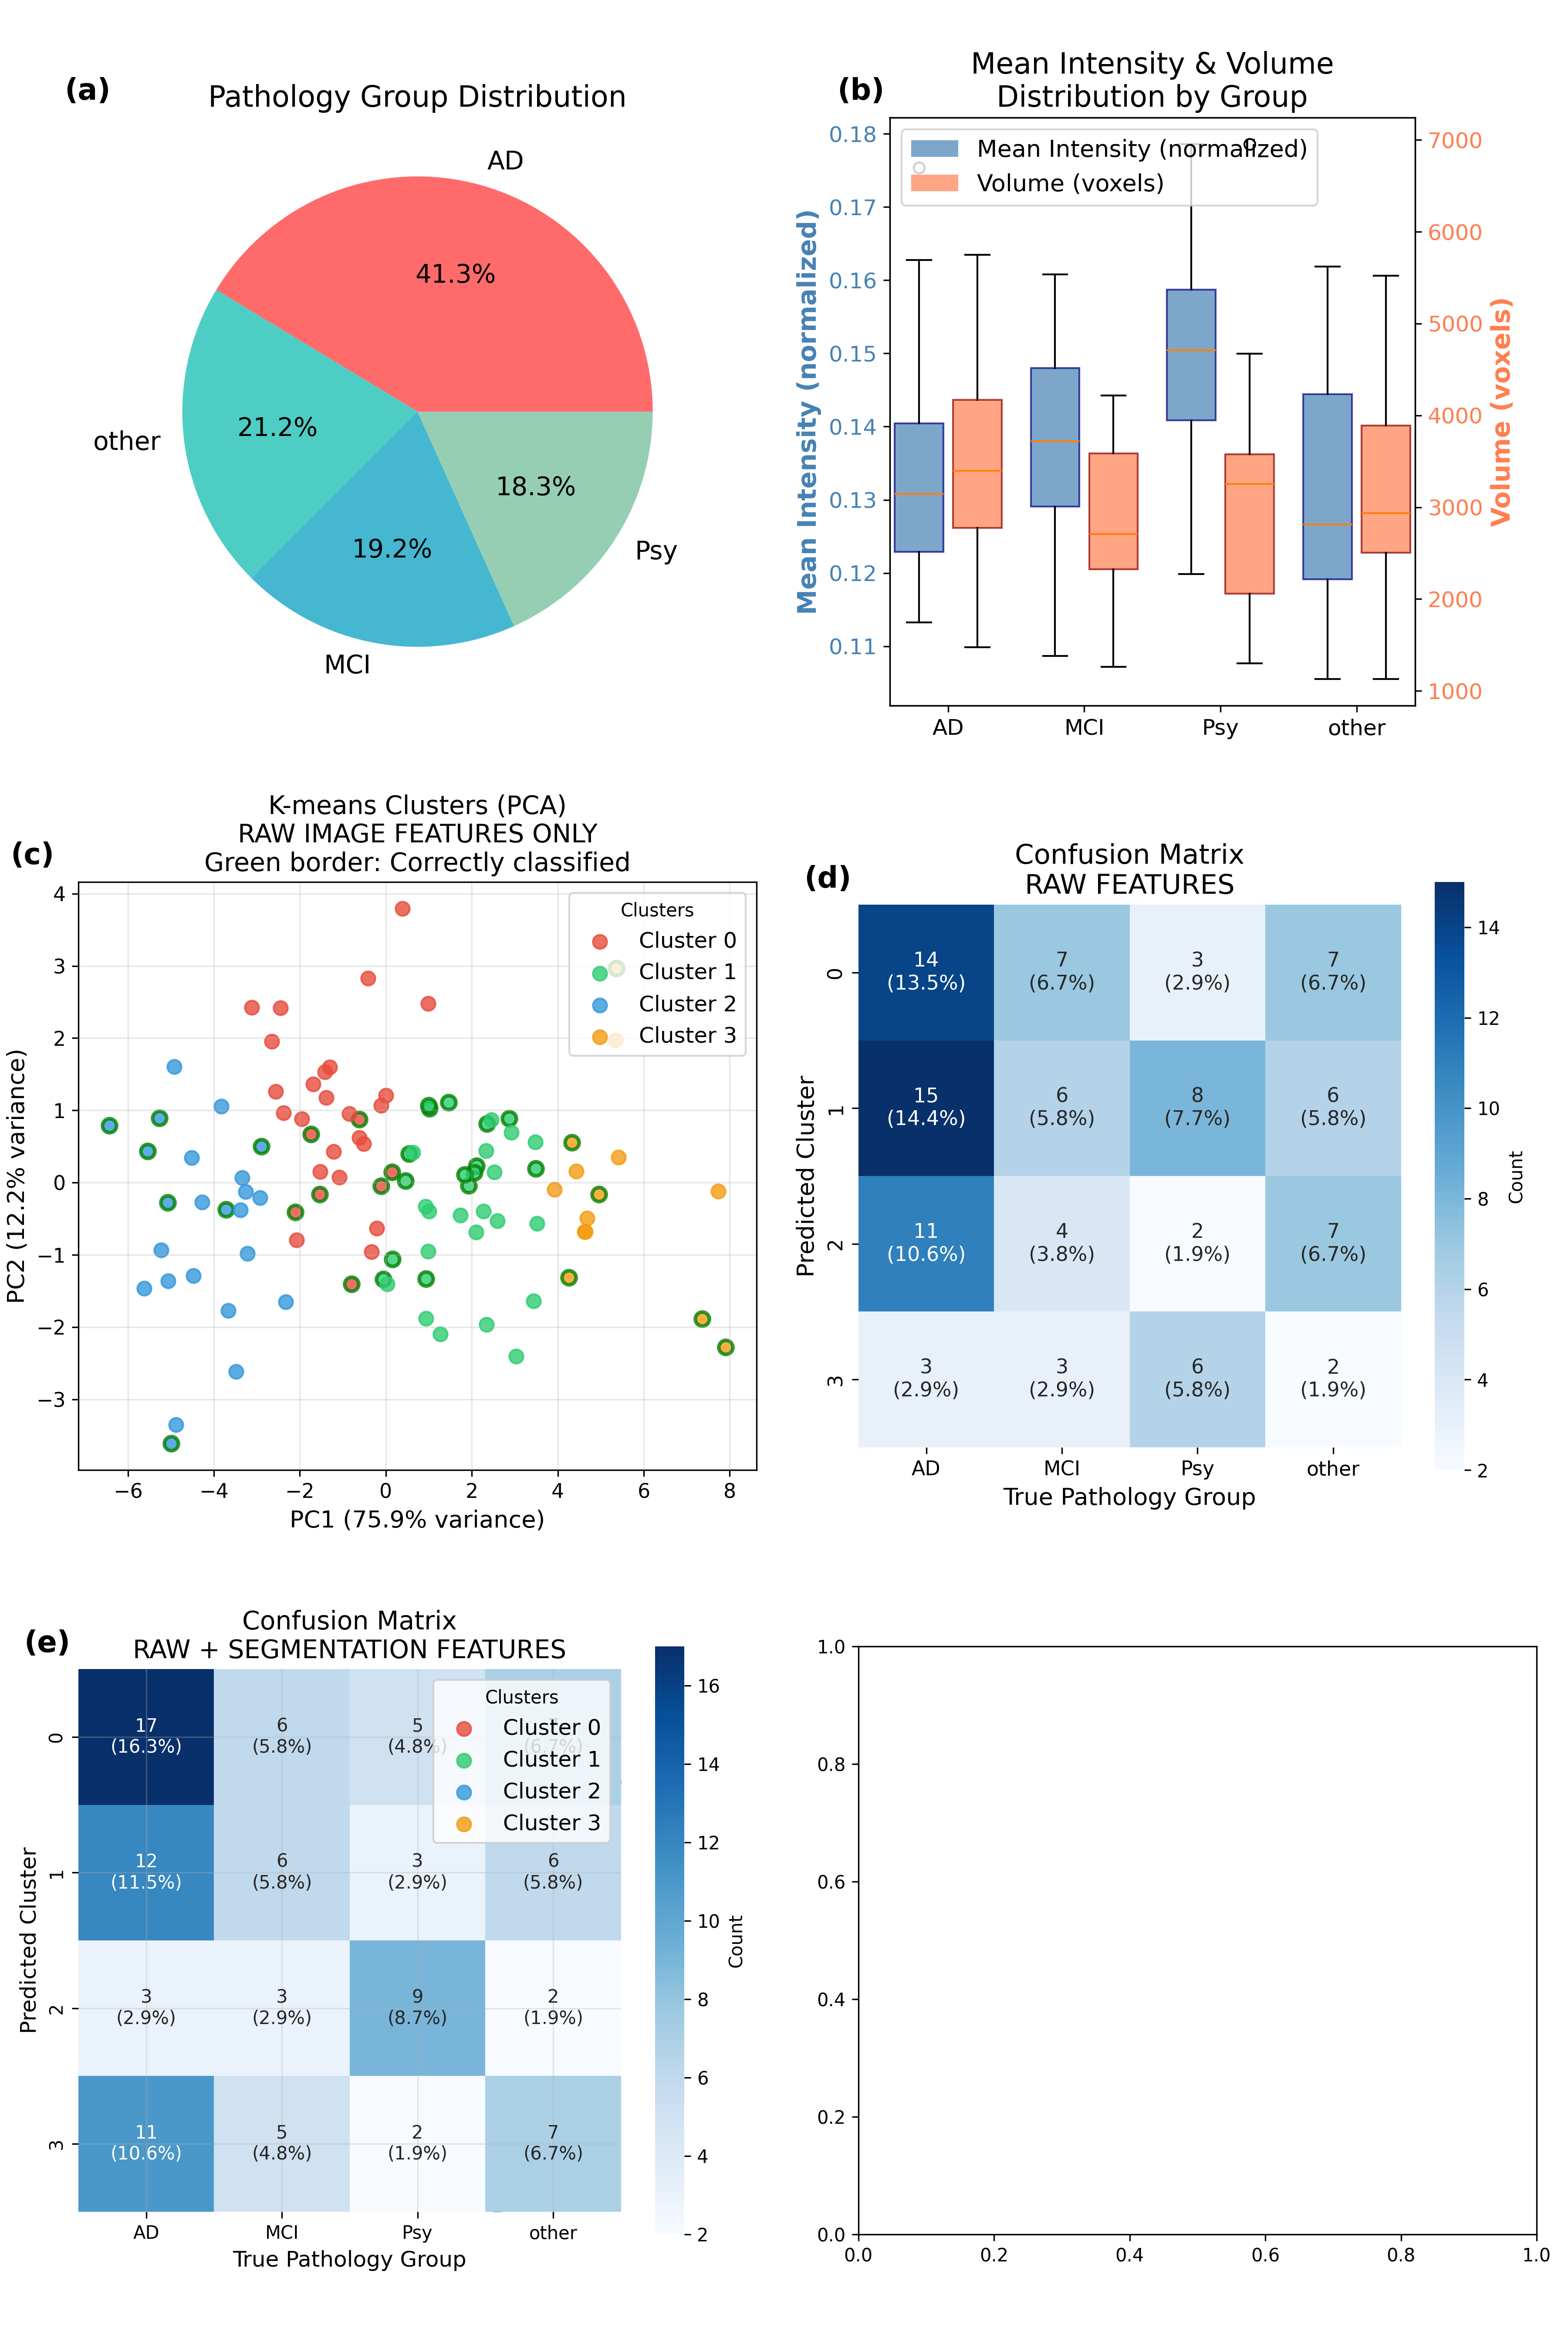 (a)
Pathology Group Distribution
AD
41.3%
other
21.2%
18.3%
19.2%
Psy
MCI
(b)
Mean Intensity & Volume
Distribution by Group
Mean Intensity (normalized)
Volume (voxels)
0.18
0.17
0.16
0.15
0.14
0.13
0.12
0.11
Mean Intensity (normalized)
7000
6000
5000
4000
3000
2000
1000
Volume (voxels)
AD MCI Psy other
(c)
K-means Clusters (PCA)
RAW IMAGE FEATURES ONLY
Green border: Correctly classified
Clusters
Cluster 0
Cluster 1
Cluster 2
Cluster 3
4
3
2
1
0
−1
−2
−3
PC2 (12.2% variance)
−6 −4 −2 0 2 4 6 8
PC1 (75.9% variance)
(d)
Confusion Matrix
RAW FEATURES
Predicted Cluster
0
14 7 3 7
(13.5%) (6.7%) (2.9%) (6.7%)
1
15 6 8 6
(14.4%) (5.8%) (7.7%) (5.8%)
2
11 4 2 7
(10.6%) (3.8%) (1.9%) (6.7%)
3
3 3 6 2
(2.9%) (2.9%) (5.8%) (1.9%)
AD MCI Psy other
True Pathology Group
14
12
10
8
6
4
2
Count
(e)
Confusion Matrix
RAW + SEGMENTATION FEATURES
Predicted Cluster
0
17 6 5
(16.3%) (5.8%) (4.8%) (6.7%)
Clusters
Cluster 0
Cluster 1
Cluster 2
Cluster 3
1
12 6 3 6
(11.5%) (5.8%) (2.9%) (5.8%)
2
3 3 9 2
(2.9%) (2.9%) (8.7%) (1.9%)
3
11 5 2 7
(10.6%) (4.8%) (1.9%) (6.7%)
AD MCI Psy other
True Pathology Group
16
14
12
10
8
6
4
2
Count
1.0
0.8
0.6
0.4
0.2
0.0
0.0 0.2 0.4 0.6 0.8 1.0